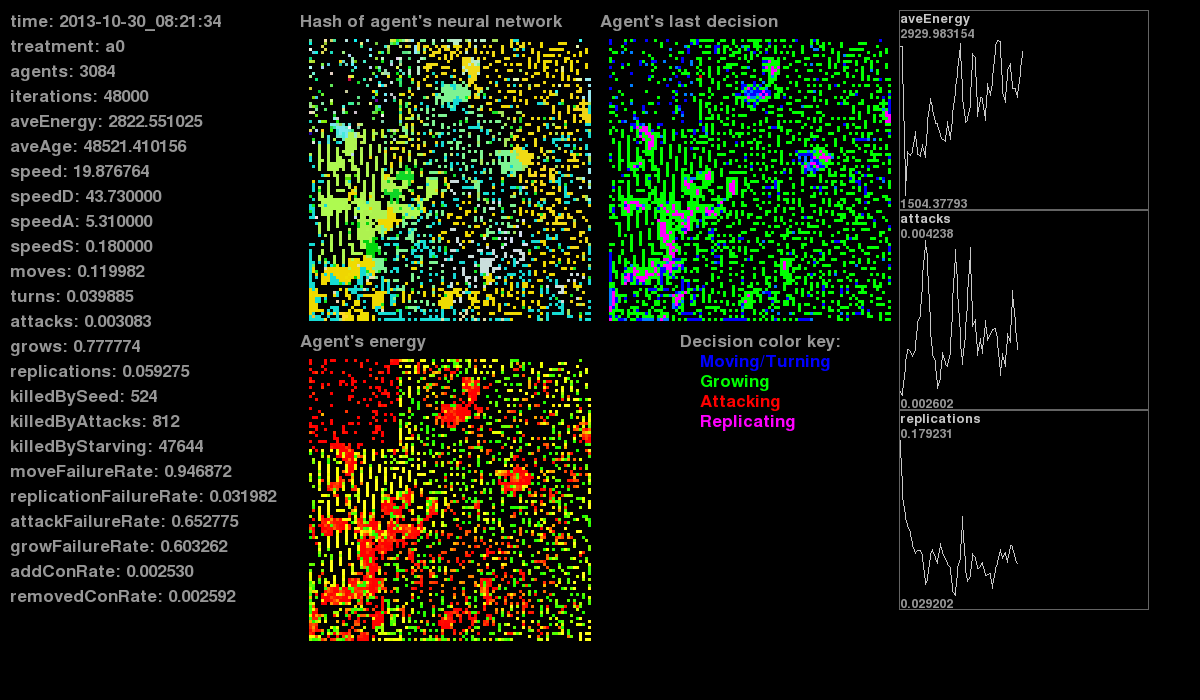 time: 2013-10-30_08:21:34
treatment: a0
agents: 3084
iterations: 48000
aveEnergy: 2822.551025
aveAge: 48521.410156
speed: 19.876764
speedD: 43.730000
speedA: 5.310000
speedS: 0.180000
moves: 0.119982
turns: 0.039885
attacks: 0.003083
grows: 0.777774
replications: 0.059275
killedBySeed: 524
killedByAttacks: 812
killedByStarving: 47644
moveFailureRate: 0.946872
replicationFailureRate: 0.031982
attackFailureRate: 0.652775
growFailureRate: 0.603262
addConRate: 0.002530
removedConRate: 0.002592
Hash of agent's neural network
Agent's last decision
Agent's energy
Decision color key:
Moving/Turning
Growing
Attacking
Replicating
aveEnergy
2929.983154
1504.37793
attacks
0.004238
0.002602
replications
0.179231
0.029202